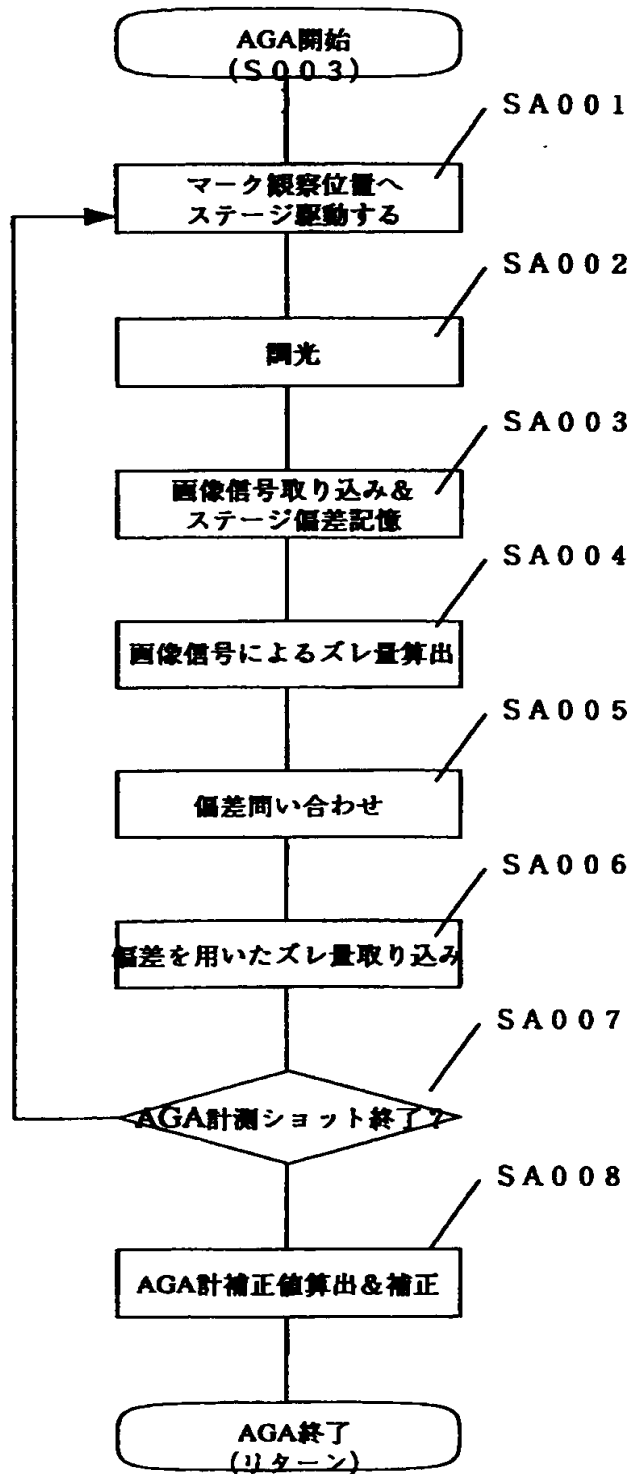 AGA開始
(S003)
)
SA001
マーク観察位置へ
ステージ駆動する
SA002
調光
SA003
画像信号取り込み&
ステージ偏差記憶
SA004
画像信号によるズレ量算出
SA005
偏差問い合わせ
SA006
偏差を用いたズレ量取り込み
SA007
AGA計測ショット終了?
SA008
AGA計補正値算出&補正
AGA終了
(リターン)